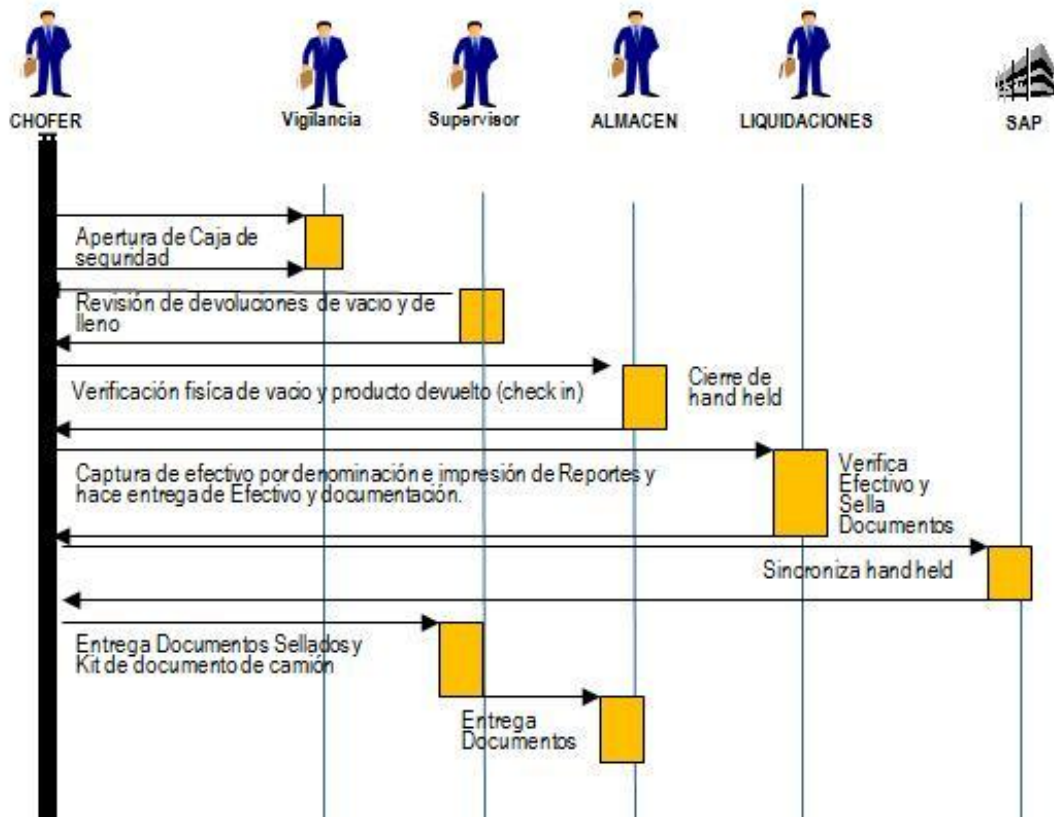 CHOFER
Vigilancia
Supervisor
ALMACEN
LIQUIDACIONES
SAP
Apertura de Caja de
seguridad
Revisión de devoluciones de vacio y de
lleno
Verificación fisíca de vacio y producto devuelto (check in)
Cierre de
hand held
Captura de efectivo por denominación e impresión de Reportes y
hace entrega de Efectivo y documentación.
Verifica
Efectivo y
Sella
Documentos
Sincroniza hand held
Entrega Documentos Sellados y
Kit de documento de camión
Entrega
Documentos